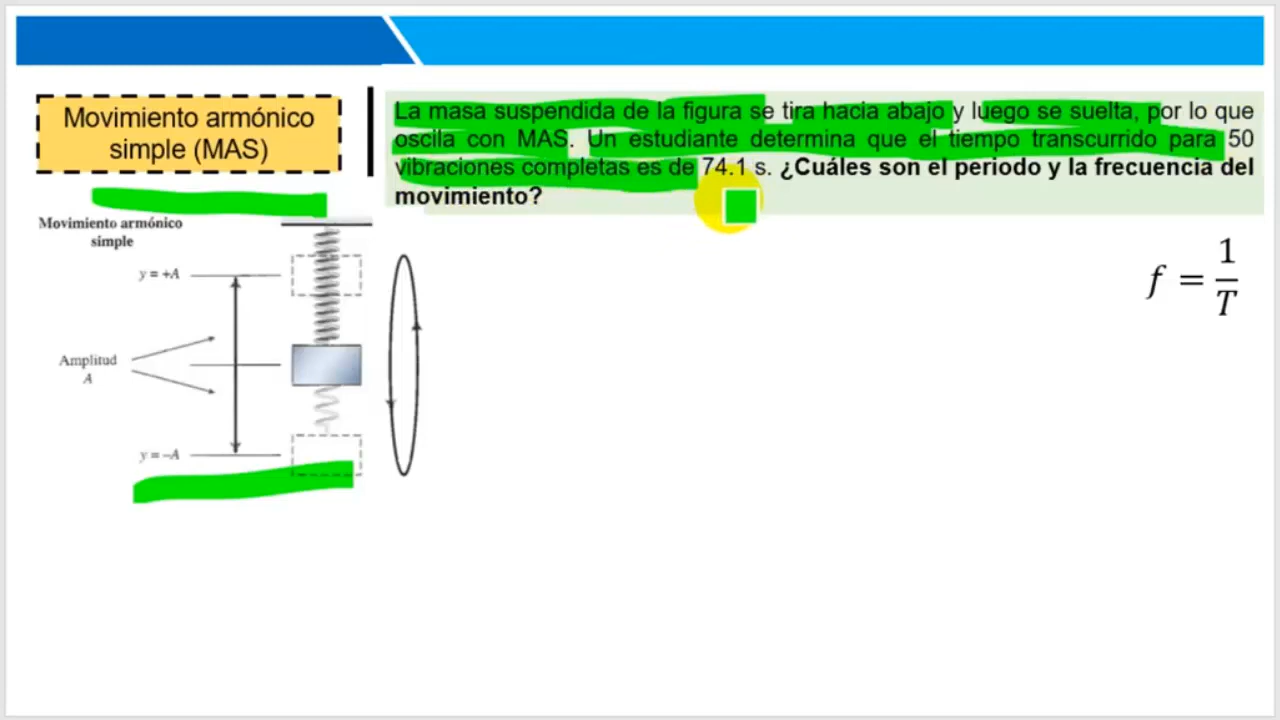 Movimiento armónico
simple (MAS)
La masa suspendida de la figura se tira hacia abajo y luego se suelta, por lo que
oscila con MAS. Un estudiante determina que el tiempo transcurrido para 50
vibraciones completas es de 74.1 s. ¿Cuáles son el periodo y la frecuencia del
movimiento?
Movimiento armónico
simple
y = +A
Amplitud
A
y = –A
f = 1/T